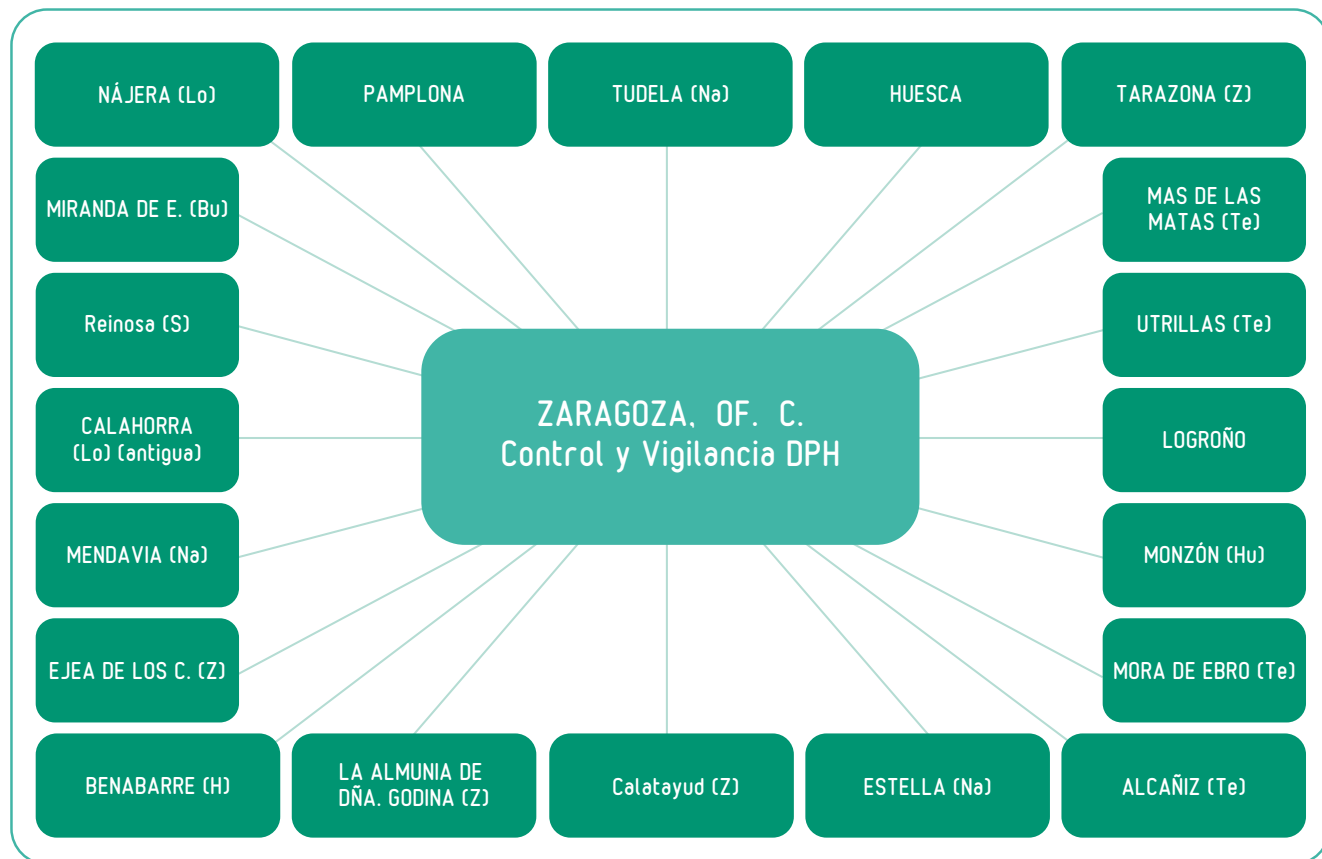 NÁJERA (Lo)
PAMPLONA
TUDELA (Na)
HUESCA
TARAZONA (Z)
MIRANDA DE E. (Bu)
MAS DE LAS
MATAS (Te)
Reinosa (S)
UTRILLAS (Te)
ZARAGOZA, OF. C.
Control y Vigilancia DPH
CALAHORRA
(Lo) (antigua)
LOGROÑO
MENDAVIA (Na)
MONZÓN (Hu)
EJEA DE LOS C. (Z)
MORA DE EBRO (Te)
BENABARRE (H)
LA ALMUNIA DE
DÑA. GODINA (Z)
Calatayud (Z)
ESTELLA (Na)
ALCAÑIZ (Te)